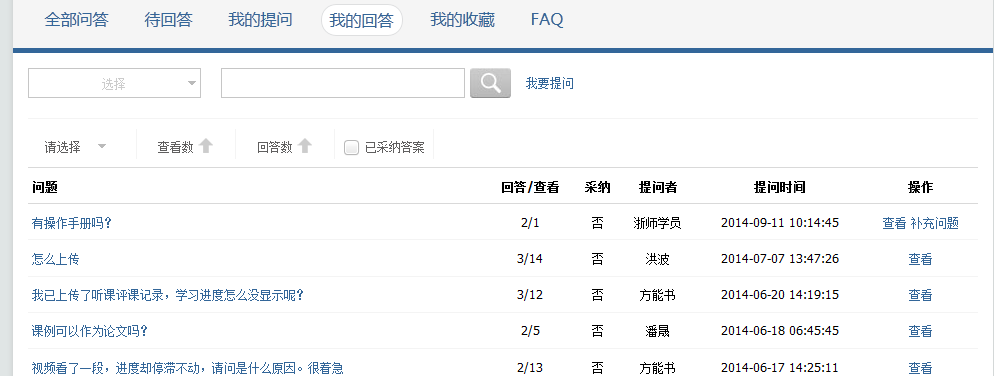 全部问答 待回答 我的提问 我的回答 我的收藏 FAQ
选择 我要提问
请选择 查看数 回答数 已采纳答案
问题 回答/查看 采纳 提问者 提问时间 操作
有操作手册吗? 2/1 否 浙师学员 2014-09-11 10:14:45 查看 补充问题
怎么上传 3/14 否 洪波 2014-07-07 13:47:26 查看
我已上传了听课评课记录，学习进度怎么没显示呢? 3/12 否 方能书 2014-06-20 14:19:15 查看
课例可以作为论文吗? 2/5 否 潘晟 2014-06-18 06:45:45 查看
视频看了一段，进度却停滞不动，请问是什么原因。很着急 2/13 否 方能书 2014-06-17 14:25:11 查看